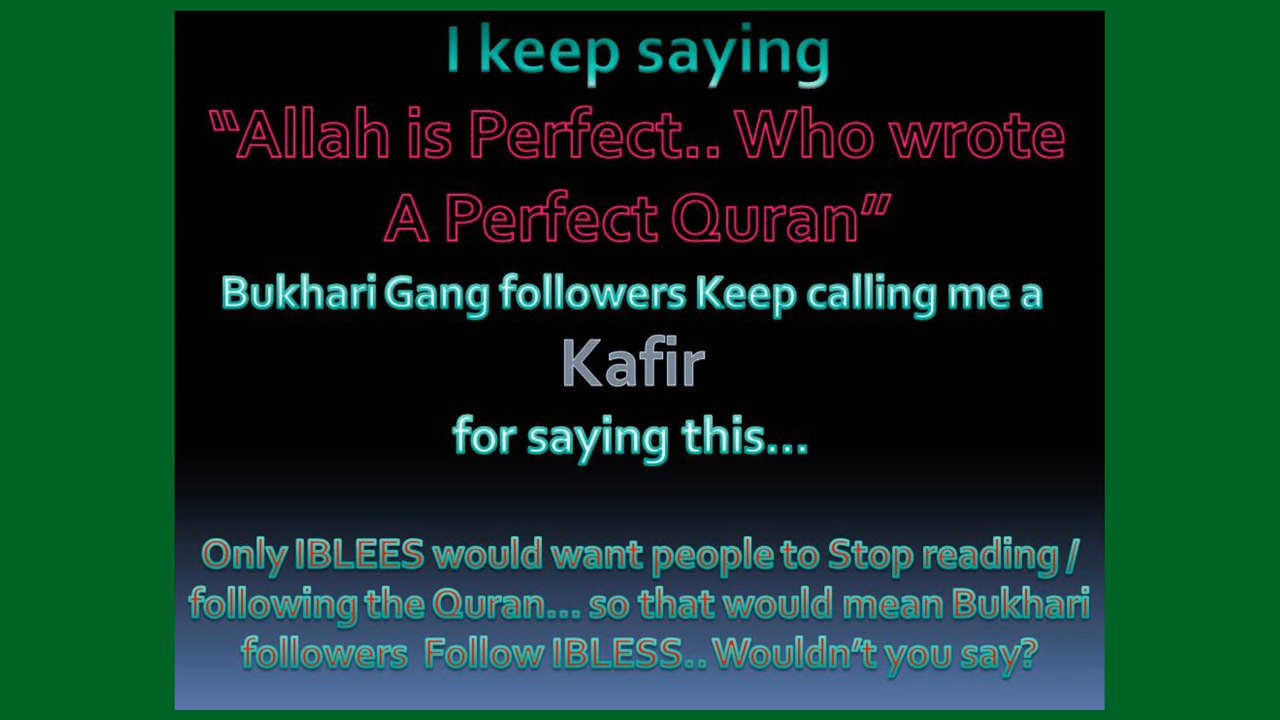 I keep saying
“Allah is Perfect.. Who wrote
A Perfect Quran”
Bukhari Gang followers Keep calling me a
Kafir
for saying this...
Only IBLEES would want people to Stop reading /
following the Quran... so that would mean Bukhari
followers Follow IBLESS.. Wouldn’t you say?